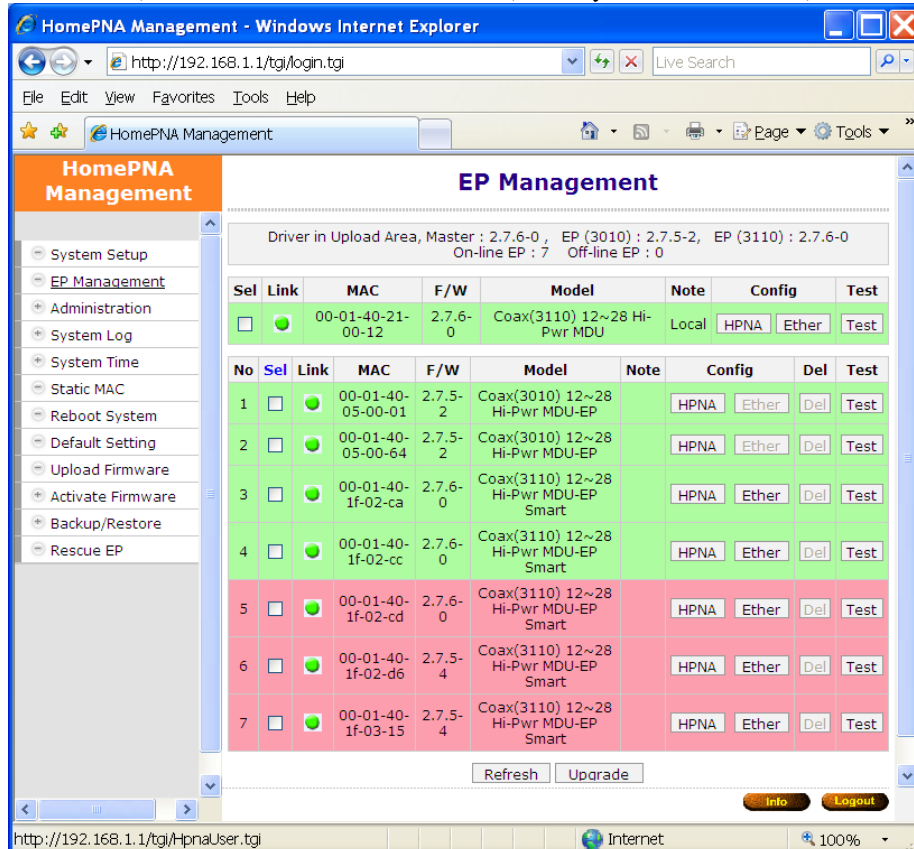 HomePNA Management - Windows Internet Explorer
http://192.168.1.1/tgi/login.tgi
Live Search
File Edit View Favorites Tools Help
HomePNA Management
Page Tools »
HomePNA
Management
System Setup
EP Management
Administration
System Log
System Time
Static MAC
Reboot System
Default Setting
Upload Firmware
Activate Firmware
Backup/Restore
Rescue EP
EP Management
Driver in Upload Area, Master : 2.7.6-0 , EP (3010) : 2.7.5-2, EP (3110) : 2.7.6-0
On-line EP : 7 Off-line EP : 0
Sel Link MAC F/W Model Note Config Test
00-01-40-21- 2.7.6- Coax(3110) 12~28 Hi- Local HPNA Ether Test
00-12 0 Pwr MDU
No Sel Link MAC F/W Model Note Config Del Test
1 00-01-40- 2.7.5- Coax(3010) 12~28 HPNA Ether Del Test
05-00-01 2 Hi-Pwr MDU-EP
2 00-01-40- 2.7.5- Coax(3010) 12~28 HPNA Ether Del Test
05-00-64 2 Hi-Pwr MDU-EP
Coax(3110) 12~28
3 00-01-40- 2.7.6- Hi-Pwr MDU-EP HPNA Ether Del Test
1f-02-ca 0 Smart
Coax(3110) 12~28
4 00-01-40- 2.7.6- Hi-Pwr MDU-EP HPNA Ether Del Test
1f-02-cc 0 Smart
Coax(3110) 12~28
5 00-01-40- 2.7.6- Hi-Pwr MDU-EP HPNA Ether Del Test
1f-02-cd 0 Smart
Coax(3110) 12~28
6 00-01-40- 2.7.5- Hi-Pwr MDU-EP HPNA Ether Del Test
1f-02-d6 4 Smart
Coax(3110) 12~28
7 00-01-40- 2.7.5- Hi-Pwr MDU-EP HPNA Ether Del Test
1f-03-15 4 Smart
Refresh Upgrade
Info Logout
http://192.168.1.1/tgi/HpnaUser.tgi Internet 100%